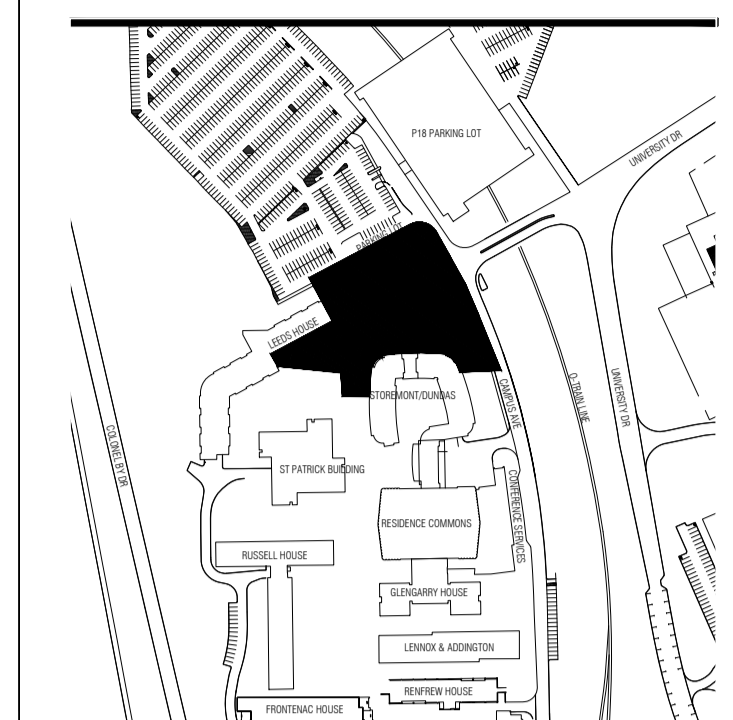 P18 PARKING LOT
UNIVERSITY DR
PARKING LOT
LEEDS HOUSE
STOREMONT/DUNDAS
CAMPUS AVE
O-TRAIN LINE
UNIVERSITY DR
COLONEL BY DR
ST PATRICK BUILDING
CONFERENCE SERVICES
RESIDENCE COMMONS
RUSSELL HOUSE
GLENGARRY HOUSE
LENNOX & ADDINGTON
RENFREW HOUSE
FRONTENAC HOUSE